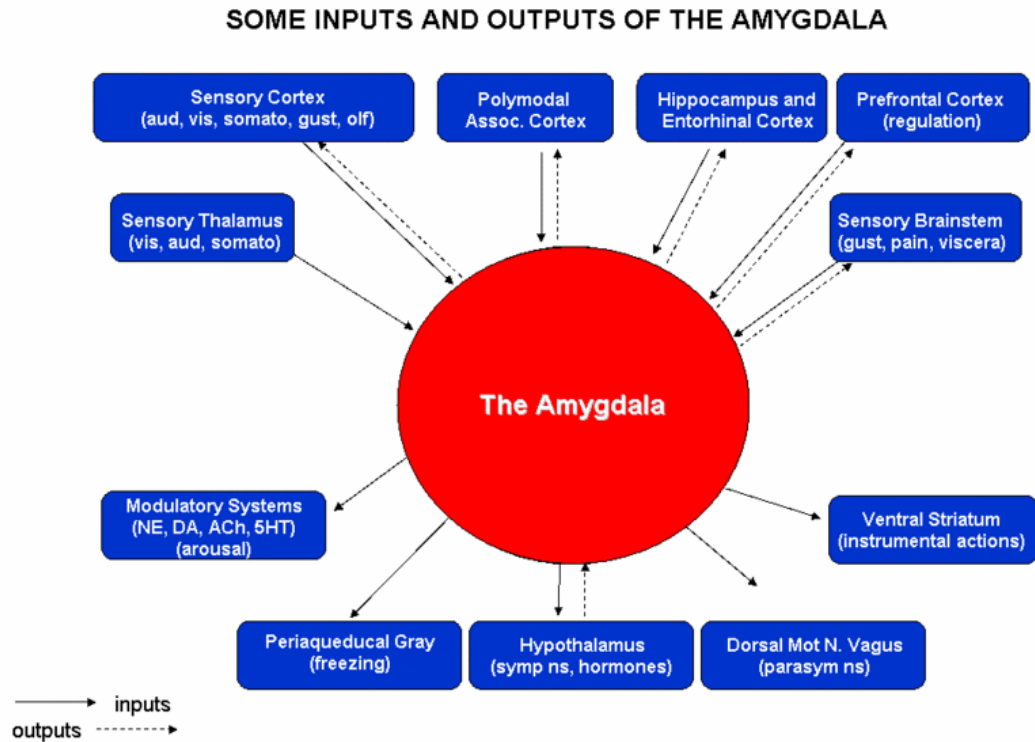 SOME INPUTS AND OUTPUTS OF THE AMYGDALA
Sensory Cortex
(aud, vis, somato, gust, olf)
Polymodal
Assoc. Cortex
Hippocampus and
Entorhinal Cortex
Prefrontal Cortex
(regulation)
Sensory Thalamus
(vis, aud, somato)
Sensory Brainstem
(gust, pain, viscera)
The Amygdala
Modulatory Systems
(NE, DA, ACh, 5HT)
(arousal)
Ventral Striatum
(instrumental actions)
Periaqueducal Gray
(freezing)
Hypothalamus
(symp ns, hormones)
Dorsal Mot N. Vagus
(parasym ns)
inputs
outputs